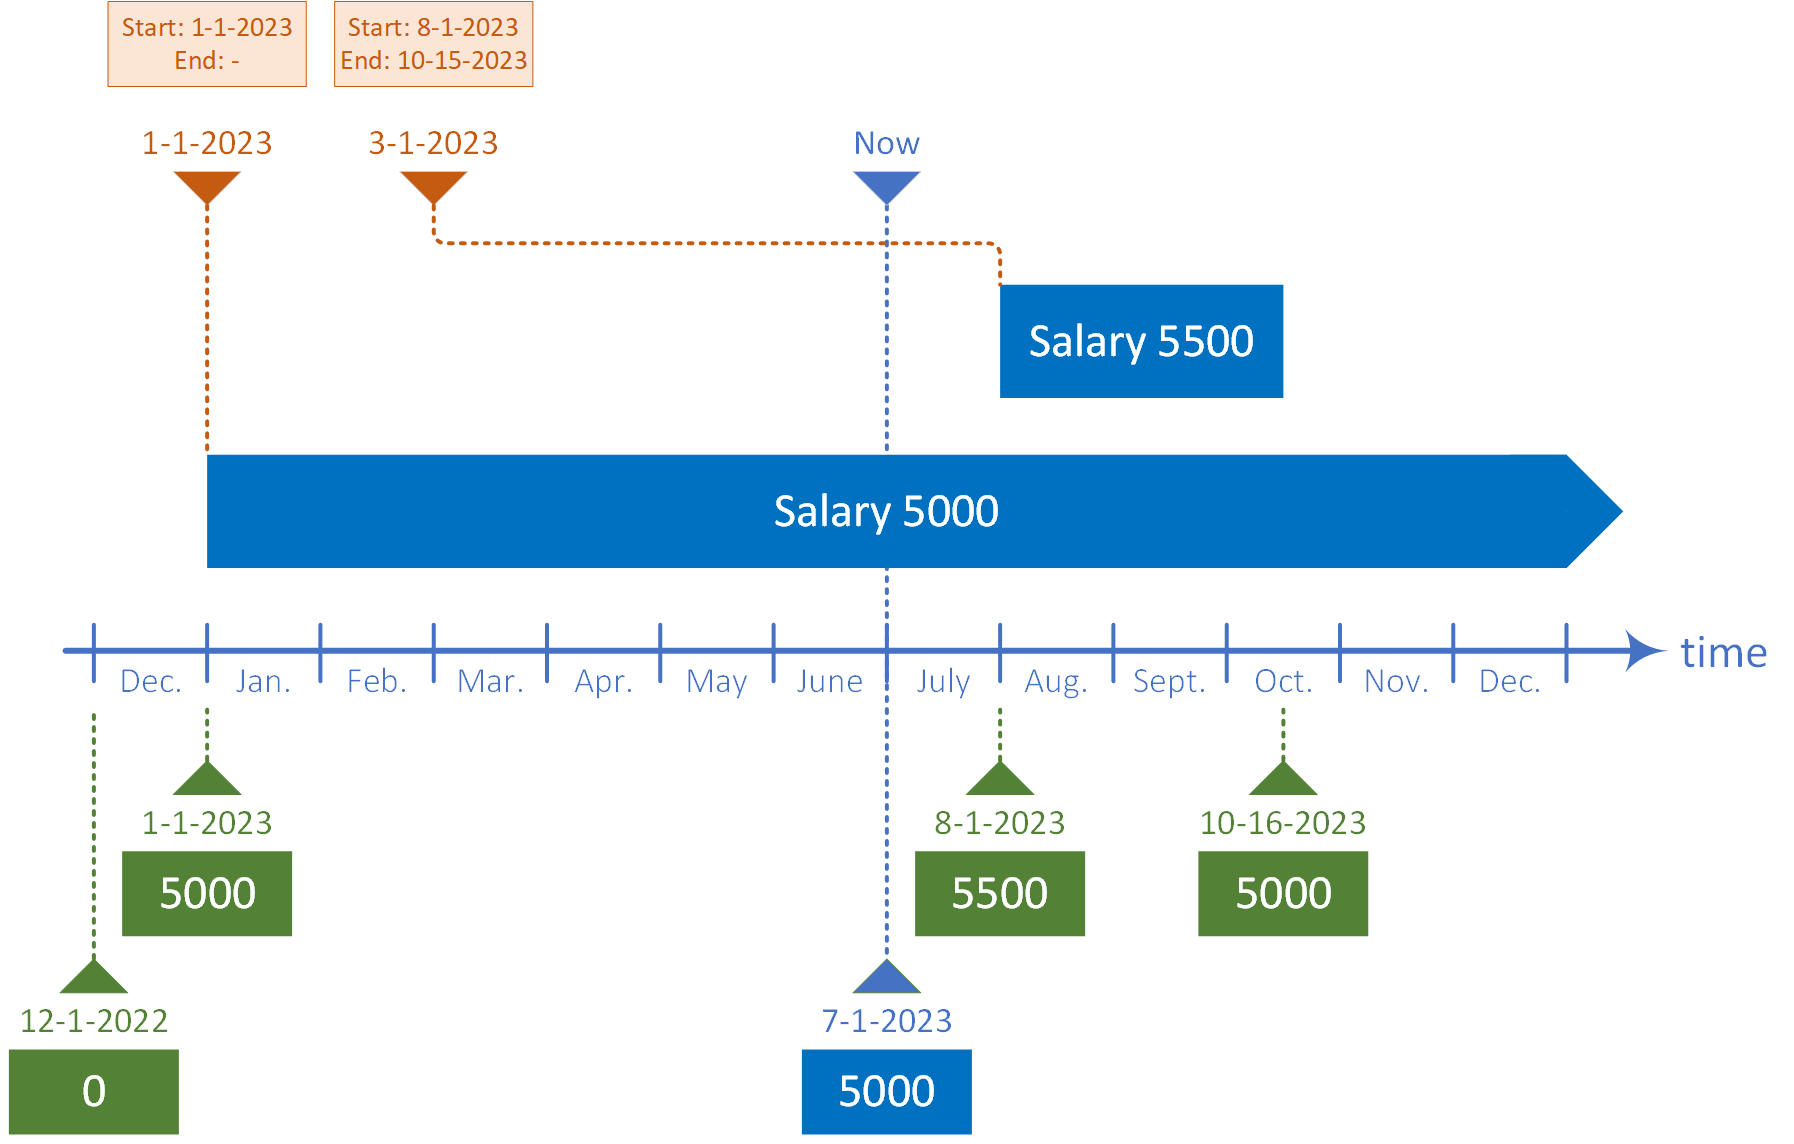 Start: 1-1-2023
End: -
Start: 8-1-2023
End: 10-15-2023
1-1-2023
3-1-2023
Now
Salary 5500
Salary 5000
time
Dec.
Jan.
Feb.
Mar.
Apr.
May
June
July
Aug.
Sept.
Oct.
Nov.
Dec.
1-1-2023
8-1-2023
10-16-2023
5000
5500
5000
12-1-2022
7-1-2023
0
5000